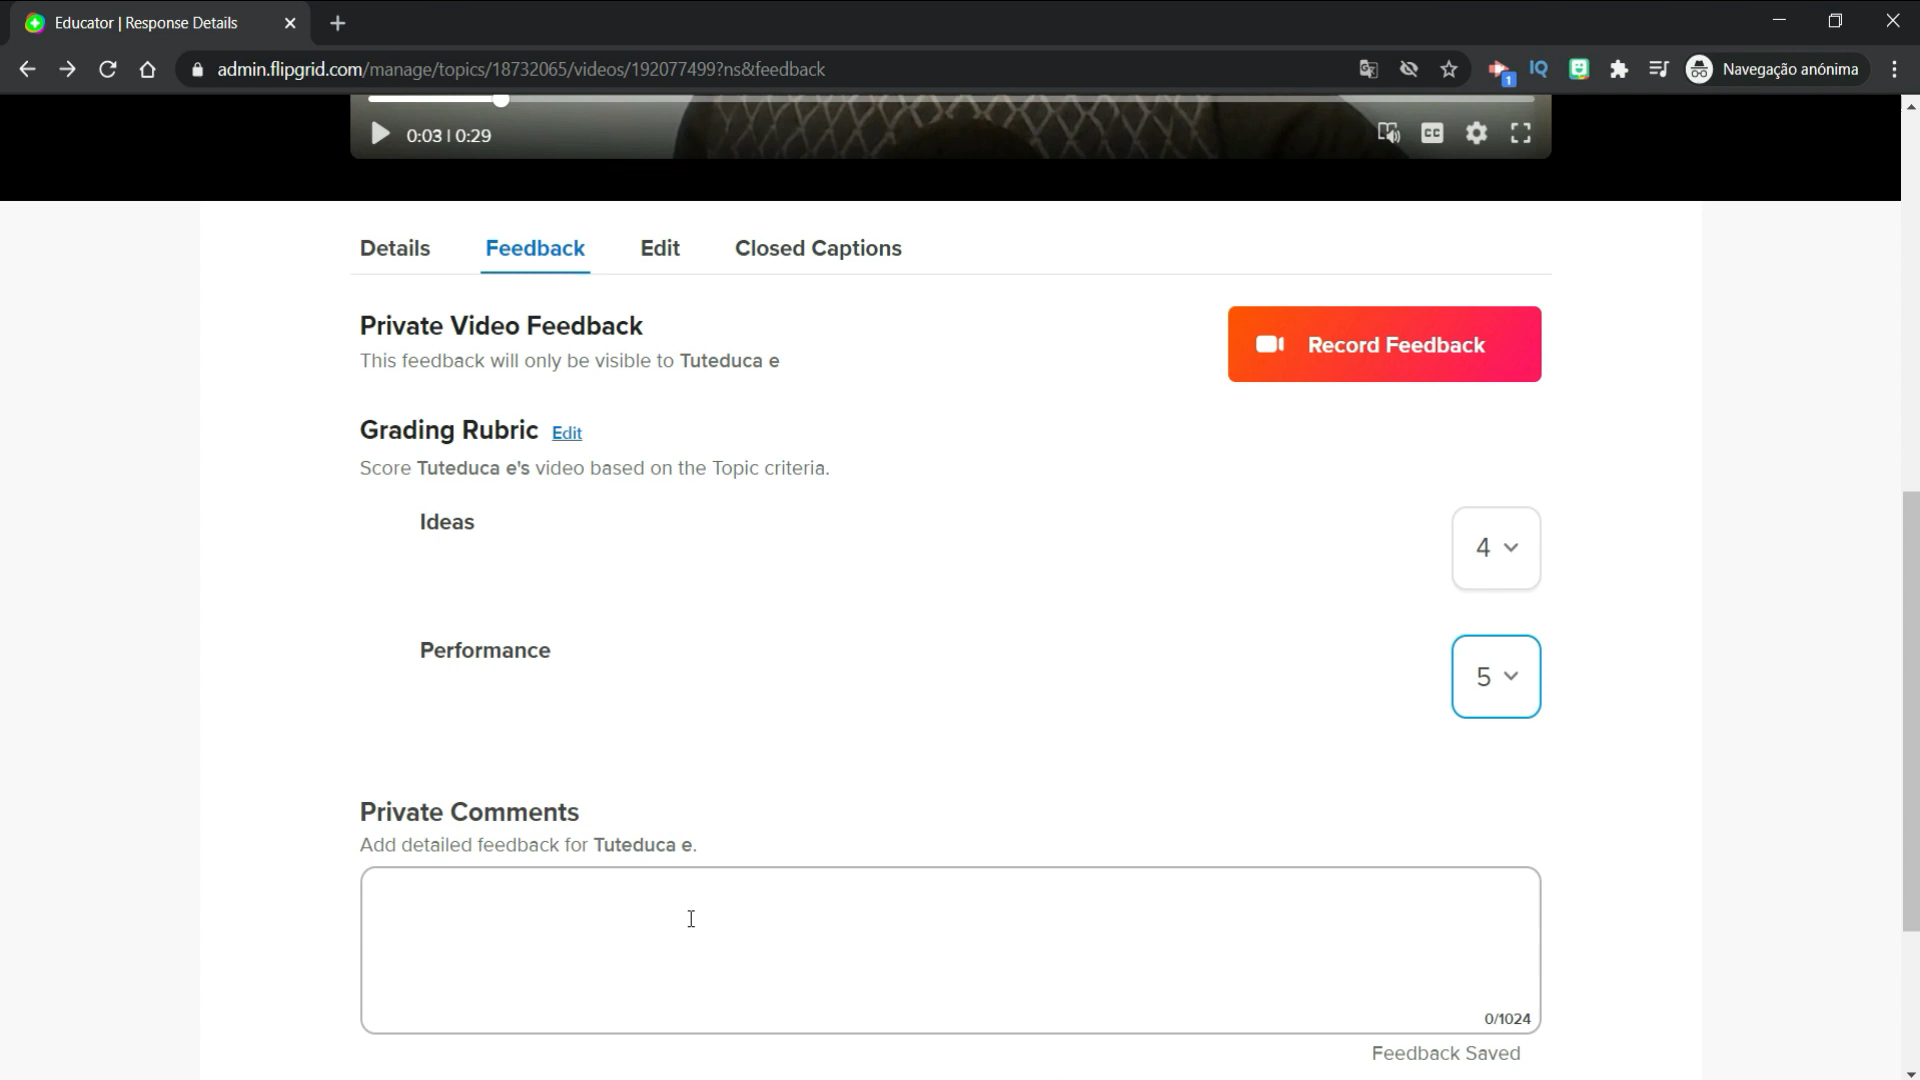 Educator | Response Details
admin.flipgrid.com/manage/topics/18732065/videos/192077499?ns&feedback
1
IQ
Navegação anónima
0:03 | 0:29
CC
Details
Feedback
Edit
Closed Captions
Private Video Feedback
This feedback will only be visible to Tuteduca e
Record Feedback
Grading Rubric Edit
Score Tuteduca e's video based on the Topic criteria.
Ideas
4
Performance
5
Private Comments
Add detailed feedback for Tuteduca e.
0/1024
Feedback Saved